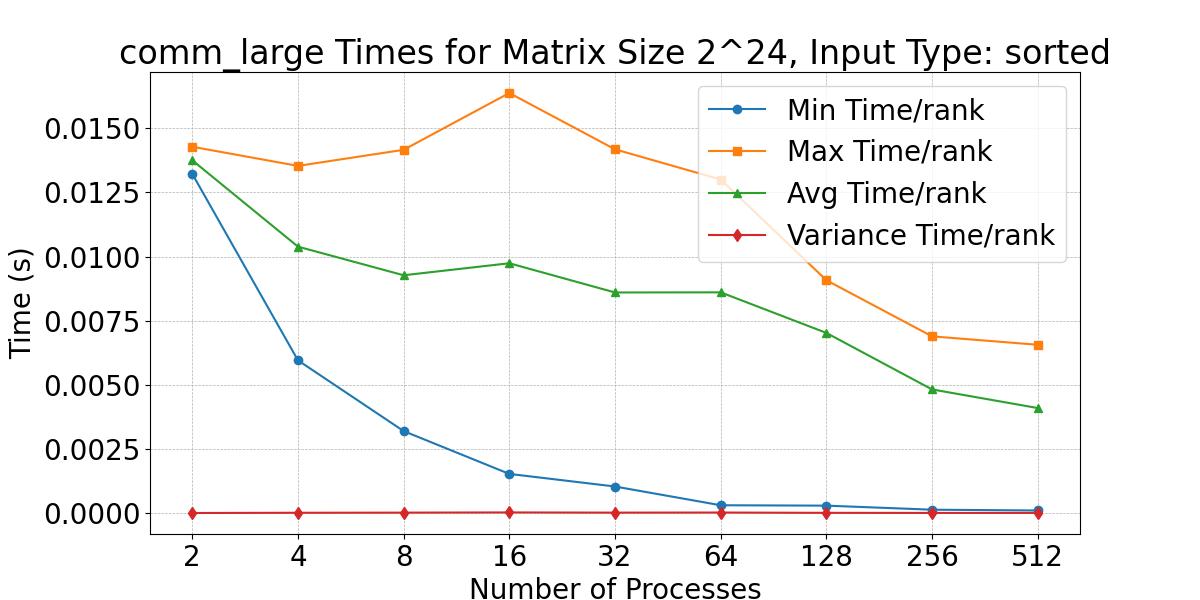 comm_large Times for Matrix Size 2^24, Input Type: sorted
Min Time/rank
Max Time/rank
Avg Time/rank
Variance Time/rank
Time (s)
0.0150
0.0125
0.0100
0.0075
0.0050
0.0025
0.0000
2 4 8 16 32 64 128 256 512
Number of Processes